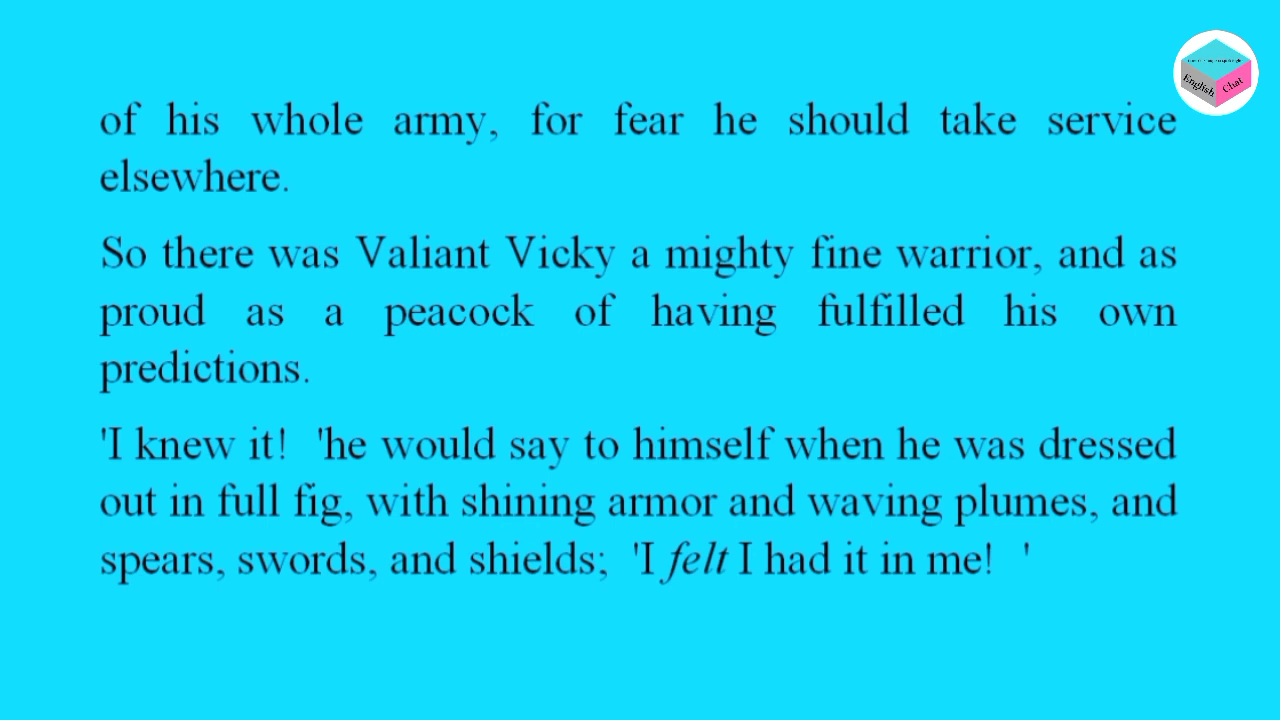 of his whole army, for fear he should take service
elsewhere.
So there was Valiant Vicky a mighty fine warrior, and as
proud as a peacock of having fulfilled his own
predictions.
'I knew it!  'he would say to himself when he was dressed
out in full fig, with shining armor and waving plumes, and
spears, swords, and shields;  'I felt I had it in me!  '
English Chat